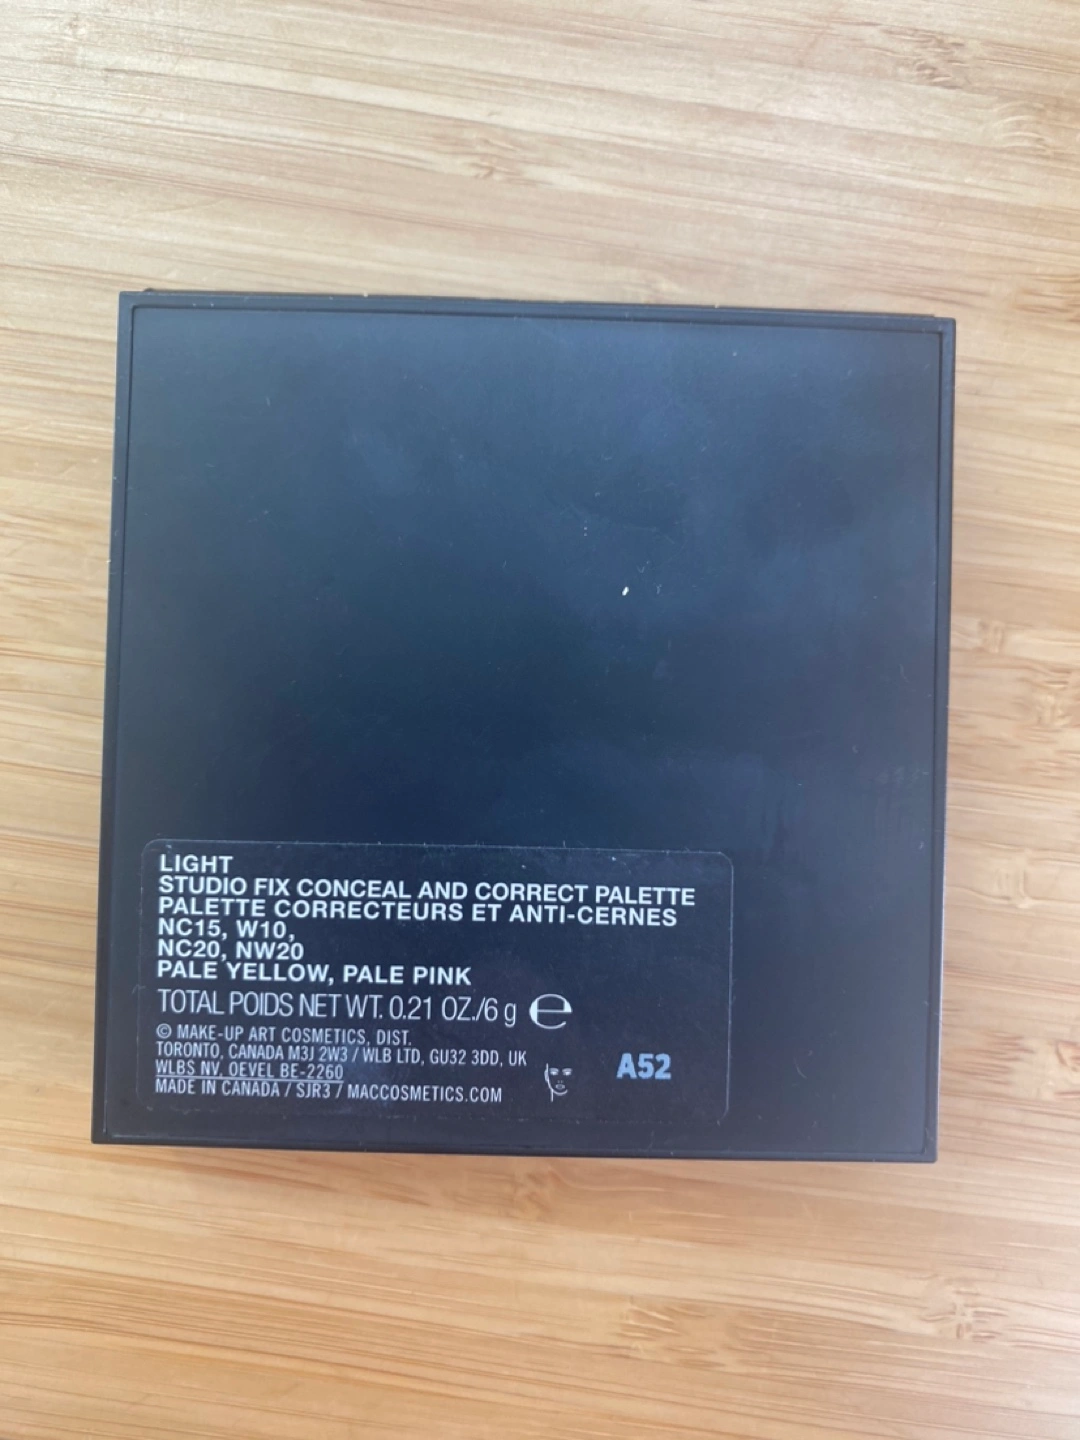 LIGHT
STUDIO FIX CONCEAL AND CORRECT PALETTE
PALETTE CORRECTEURS ET ANTI-CERNES
NC15, W10,
NC20, NW20
PALE YELLOW, PALE PINK
TOTAL POIDS NET WT. 0.21 OZ./6 g ℮
© MAKE-UP ART COSMETICS, DIST.
TORONTO, CANADA M3J 2W3 / WLB LTD, GU32 3DD, UK
WLBS NV, OEVEL BE-2260
MADE IN CANADA / SJR3 / MACCOSMETICS.COM
A52